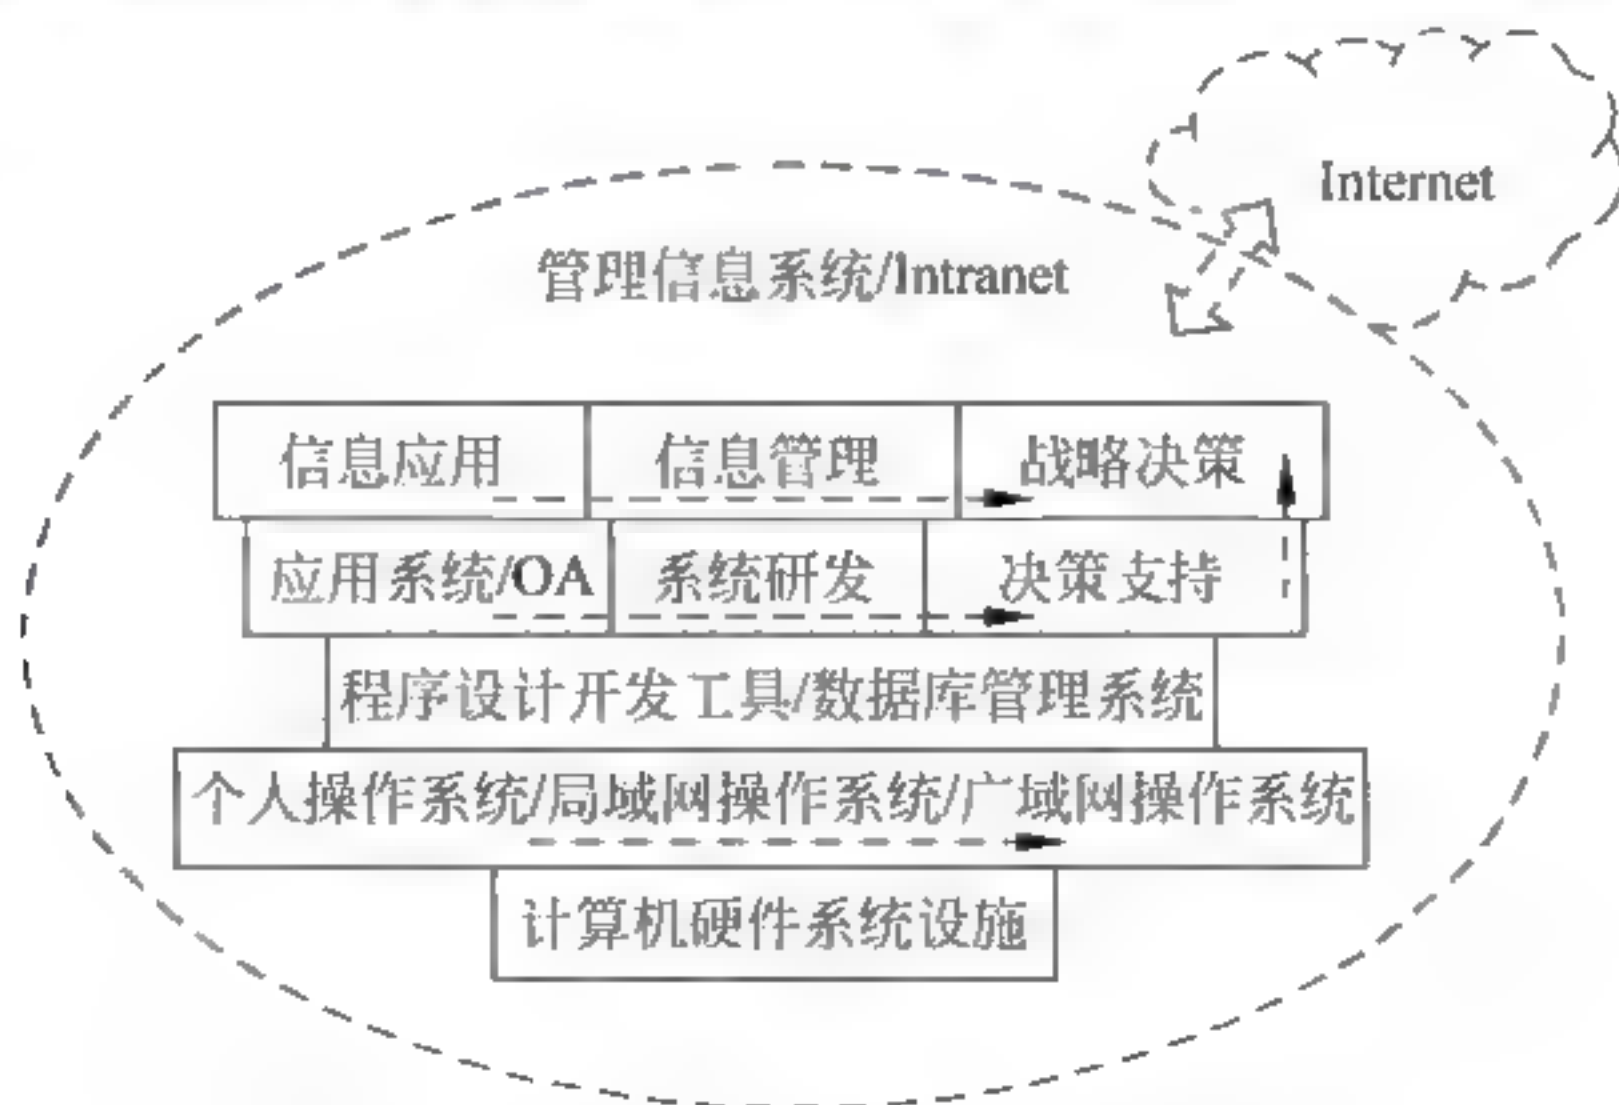 Internet
管理信息系统/Intranet
信息应用 信息管理 战略决策
应用系统/OA 系统研发 决策支持
程序设计开发工具/数据库管理系统
个人操作系统/局域网操作系统/广域网操作系统
计算机硬件系统设施